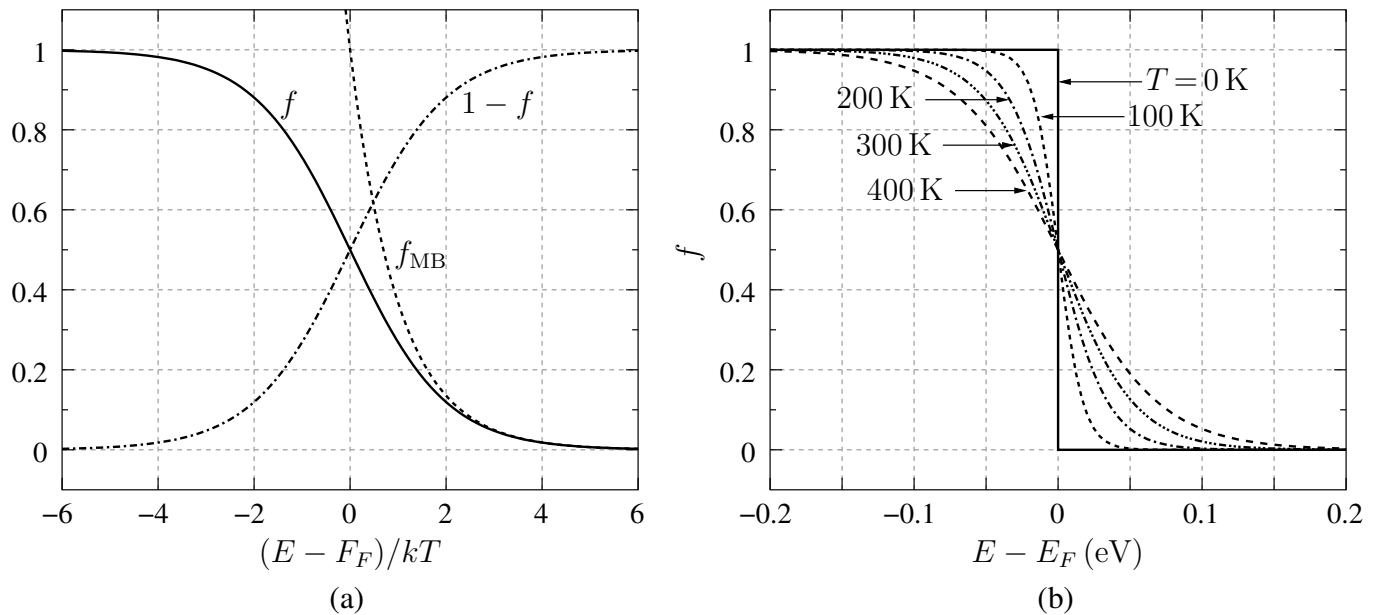 1
0.8
0.6
0.4
0.2
0
−6
−4
−2
0
2
4
6
f
1 − f
f_MB
(E − F_F)/kT
(a)
f
1
0.8
0.6
0.4
0.2
0
−0.2
−0.1
0
0.1
0.2
T = 0 K
100 K
200 K
300 K
400 K
E − E_F (eV)
(b)